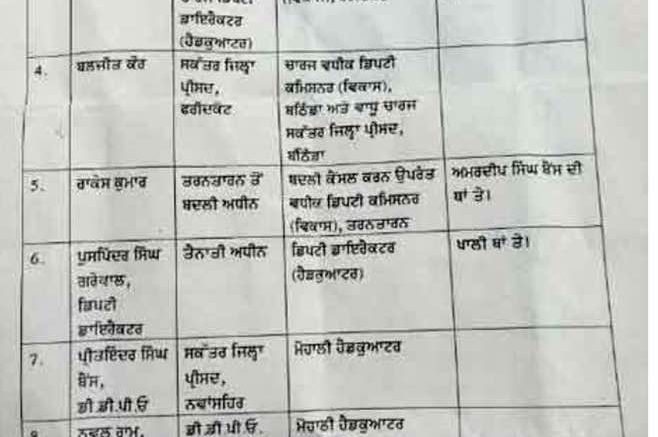 ਡਾਇਰੈਕਟਰ
(ਹੈਡਕੁਆਟਰ)
4. ਬਲਜੀਤ ਕੌਰ
ਸਕੱਤਰ ਜਿਲ੍ਹਾ
ਪ੍ਰੀਸਦ,
ਫਰੀਦਕੋਟ
ਚਾਰਜ ਵਧੀਕ ਡਿਪਟੀ
ਕਮਿਸਨਰ (ਵਿਕਾਸ),
ਬਠਿੰਡਾ ਅਤੇ ਵਾਧੂ ਚਾਰਜ
ਸਕੱਤਰ ਜਿਲ੍ਹਾ ਪ੍ਰੀਸਦ,
ਬਠਿੰਡਾ
5. ਰਾਕੇਸ ਕੁਮਾਰ
ਤਰਨਤਾਰਨ ਤੋਂ
ਬਦਲੀ ਅਧੀਨ
ਬਦਲੀ ਕੈਂਸਲ ਕਰਨ ਉਪਰੰਤ
ਵਧੀਕ ਡਿਪਟੀ ਕਮਿਸਨਰ
(ਵਿਕਾਸ), ਤਰਨਤਾਰਨ
ਅਮਰਦੀਪ ਸਿੰਘ ਬੈਂਸ ਦੀ
ਥਾਂ ਤੇ।
6. ਪੁਸਪਿੰਦਰ ਸਿੰਘ
ਗਰੇਵਾਲ,
ਡਿਪਟੀ
ਡਾਇਰੈਕਟਰ
ਤੈਨਾਤੀ ਅਧੀਨ
ਡਿਪਟੀ ਡਾਇਰੈਕਟਰ
(ਹੈਡਕੁਆਟਰ)
ਖਾਲੀ ਥਾਂ ਤੇ।
7. ਪ੍ਰੀਤਇੰਦਰ ਸਿੰਘ
ਬੈਂਸ,
ਡੀ.ਡੀ.ਪੀ.ਓ
ਸਕੱਤਰ ਜਿਲ੍ਹਾ
ਪ੍ਰੀਸਦ,
ਨਵਾਂਸਹਿਰ
ਮੋਹਾਲੀ ਹੈਡਕੁਆਟਰ
8. ਨਵਲ ਰਾਮ,
ਡੀ.ਡੀ.ਪੀ.ਓ.
ਮੋਹਾਲੀ ਹੈਡਕੁਆਟਰ